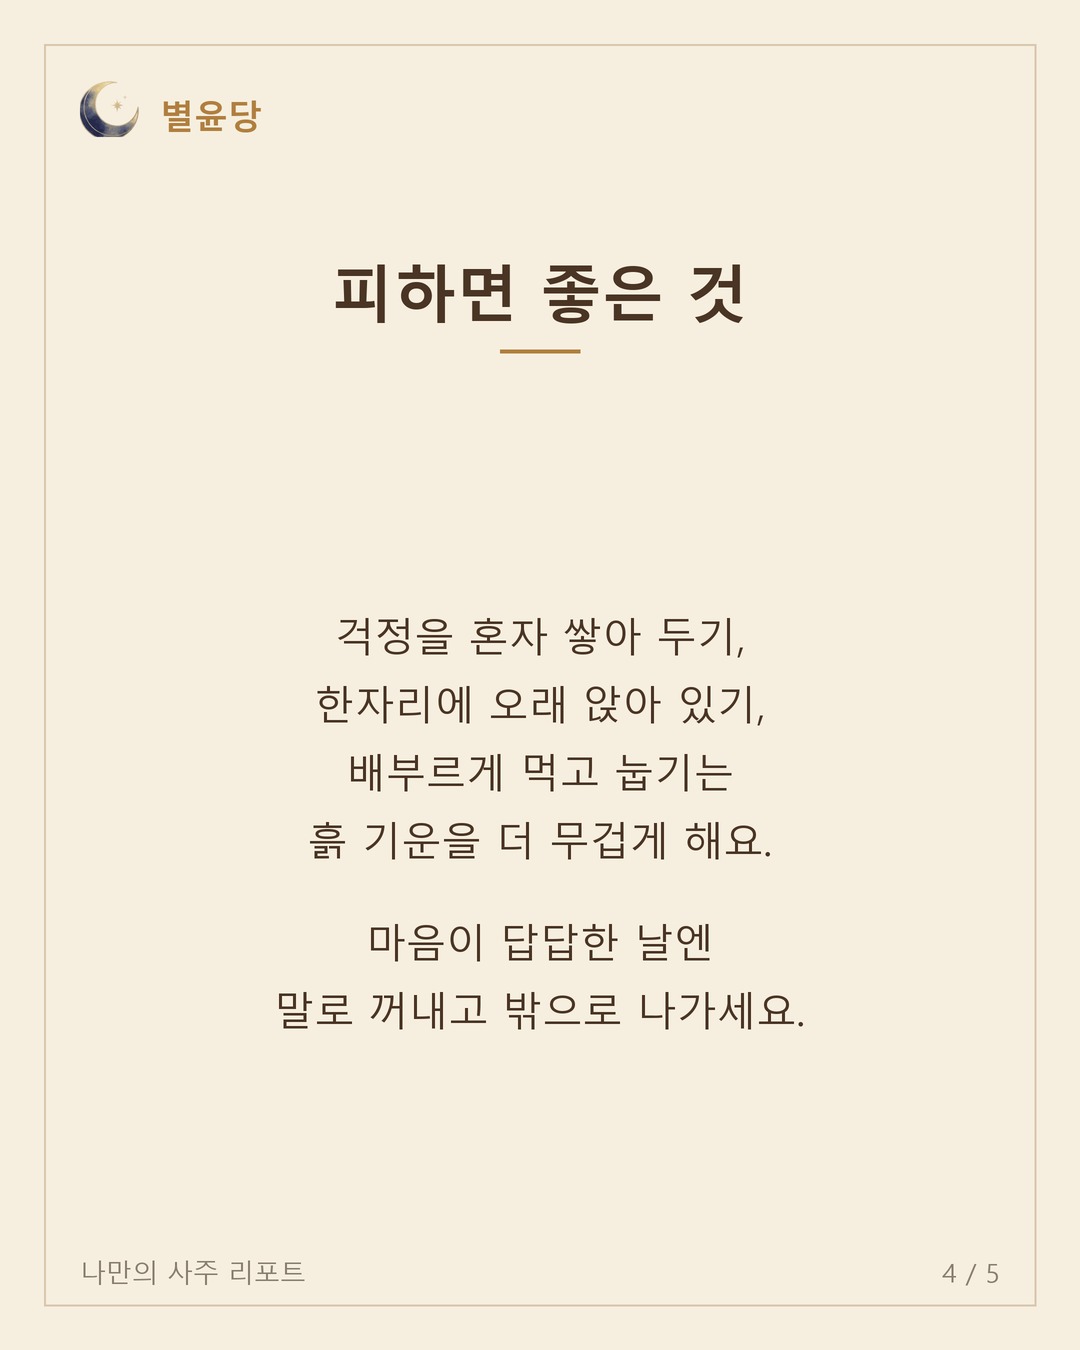 별윤당
피하면 좋은 것
걱정을 혼자 쌓아 두기,
한자리에 오래 앉아 있기,
배부르게 먹고 눕기는
흙 기운을 더 무겁게 해요.
마음이 답답한 날엔
말로 꺼내고 밖으로 나가세요.
나만의 사주 리포트
4 / 5